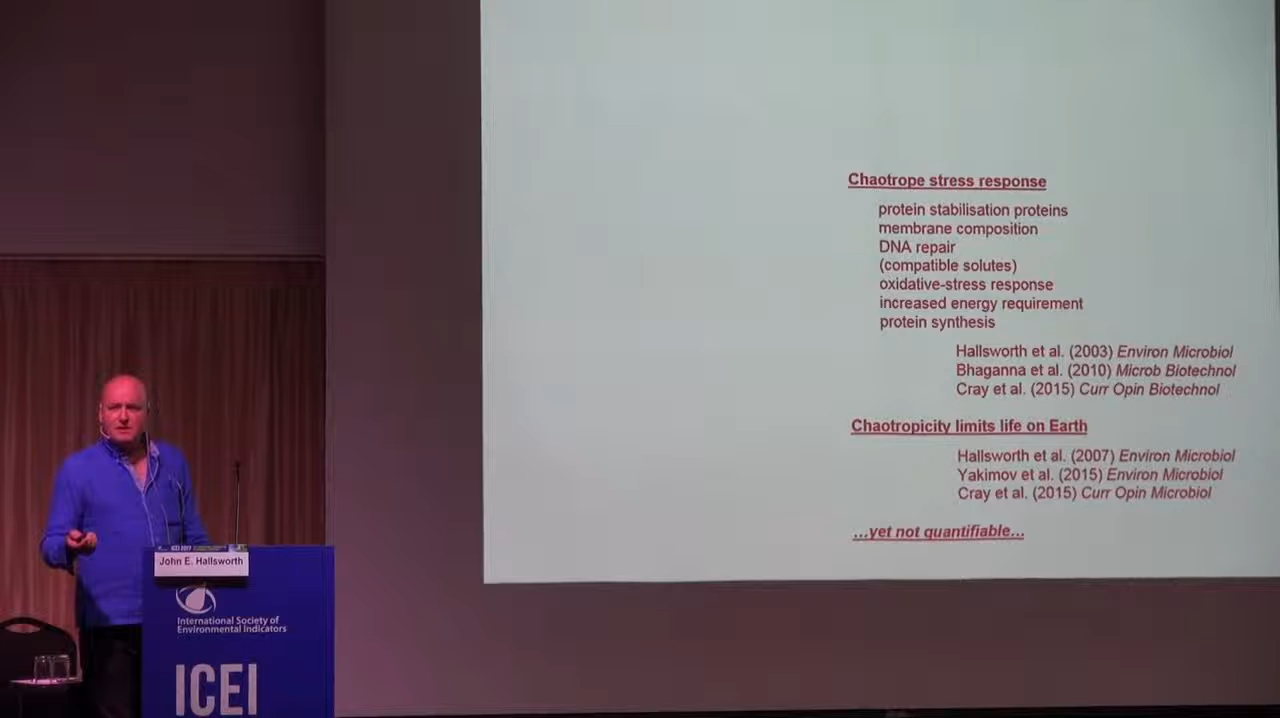 Chaotrope stress response
protein stabilisation proteins
membrane composition
DNA repair
(compatible solutes)
oxidative-stress response
increased energy requirement
protein synthesis
Hallsworth et al. (2003) Environ Microbiol
Bhaganna et al. (2010) Microb Biotechnol
Cray et al. (2015) Curr Opin Biotechnol
Chaotropicity limits life on Earth
Hallsworth et al. (2007) Environ Microbiol
Yakimov et al. (2015) Environ Microbiol
Cray et al. (2015) Curr Opin Microbiol
...yet not quantifiable...
ICEI 2017
John E. Hallsworth
International Society of
Environmental Indicators
ICEI